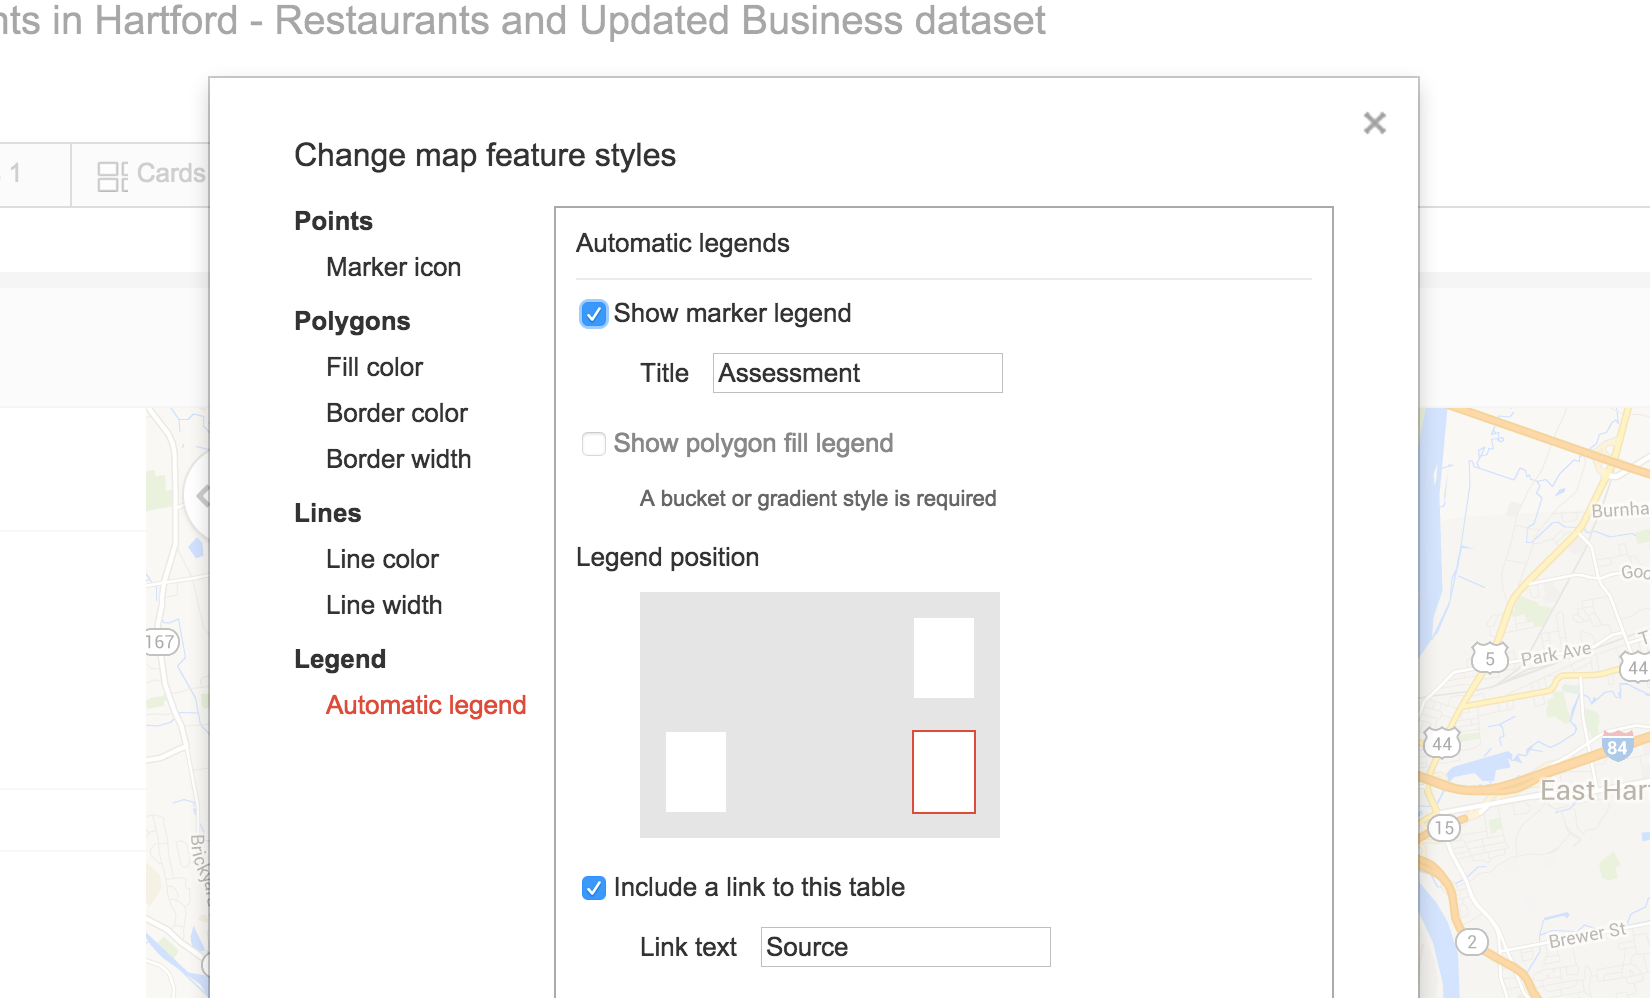 nts in Hartford - Restaurants and Updated Business dataset
1
Cards
Change map feature styles
Points
Marker icon
Polygons
Fill color
Border color
Border width
Lines
Line color
Line width
Legend
Automatic legend
Automatic legends
Show marker legend
Title Assessment
Show polygon fill legend
A bucket or gradient style is required
Legend position
Include a link to this table
Link text Source
167
Brickyard
Burnha
Goo
5
Park Ave
44
44
84
East Har
15
2
Brewer St